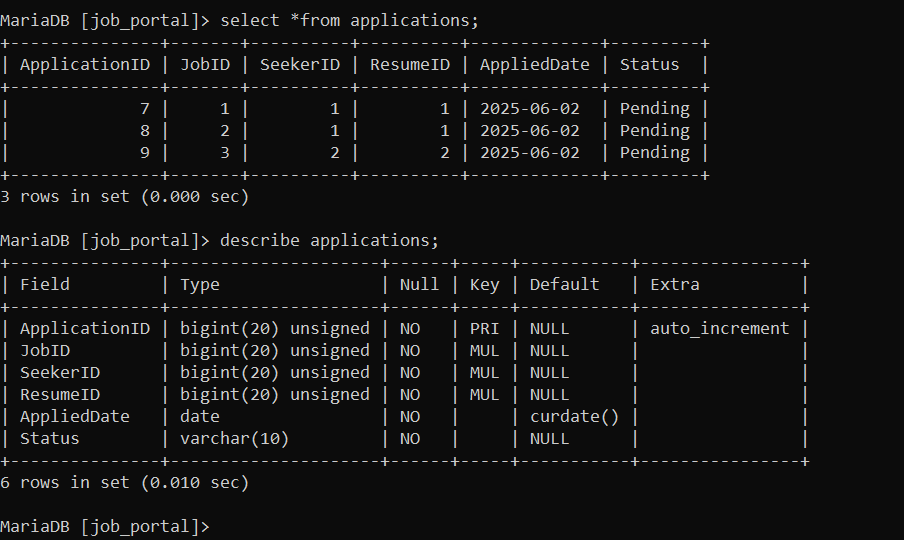 MariaDB [job_portal]> select *from applications;
+---------------+-------+----------+----------+-------------+---------+
| ApplicationID | JobID | SeekerID | ResumeID | AppliedDate | Status  |
+---------------+-------+----------+----------+-------------+---------+
|             7 |     1 |        1 |        1 | 2025-06-02  | Pending |
|             8 |     2 |        1 |        1 | 2025-06-02  | Pending |
|             9 |     3 |        2 |        2 | 2025-06-02  | Pending |
+---------------+-------+----------+----------+-------------+---------+
3 rows in set (0.000 sec)
MariaDB [job_portal]> describe applications;
+---------------+---------------------+------+-----+-----------+----------------+
| Field         | Type                | Null | Key | Default   | Extra          |
+---------------+---------------------+------+-----+-----------+----------------+
| ApplicationID | bigint(20) unsigned | NO   | PRI | NULL      | auto_increment |
| JobID         | bigint(20) unsigned | NO   | MUL | NULL      |                |
| SeekerID      | bigint(20) unsigned | NO   | MUL | NULL      |                |
| ResumeID      | bigint(20) unsigned | NO   | MUL | NULL      |                |
| AppliedDate   | date                | NO   |     | curdate() |                |
| Status        | varchar(10)         | NO   |     | NULL      |                |
+---------------+---------------------+------+-----+-----------+----------------+
6 rows in set (0.010 sec)
MariaDB [job_portal]>